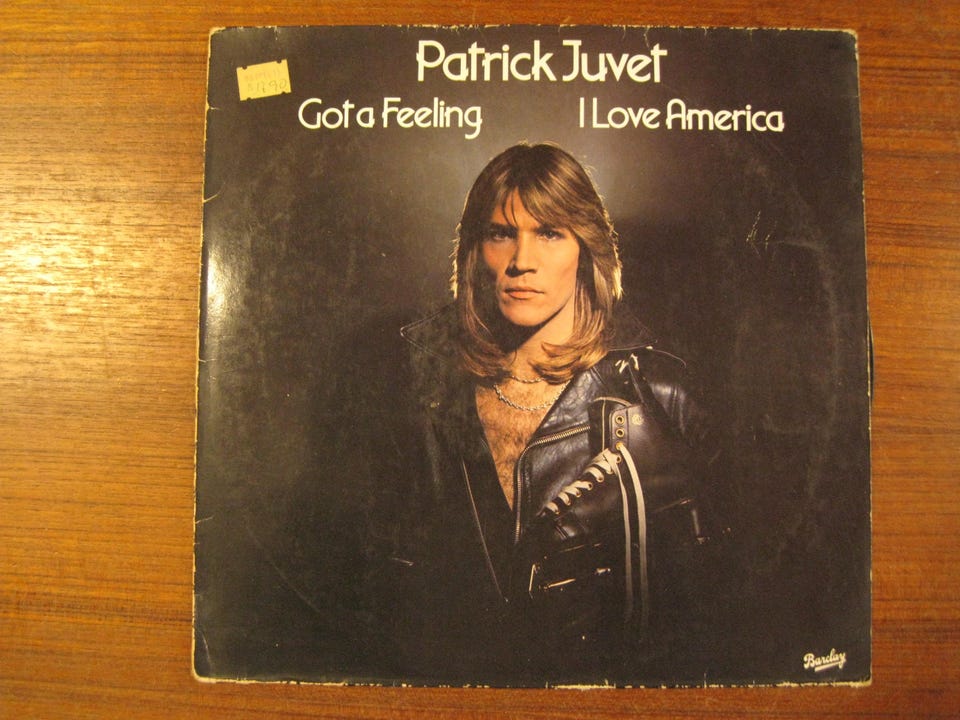 Patrick Juvet
Got a Feeling I Love America
Barclay